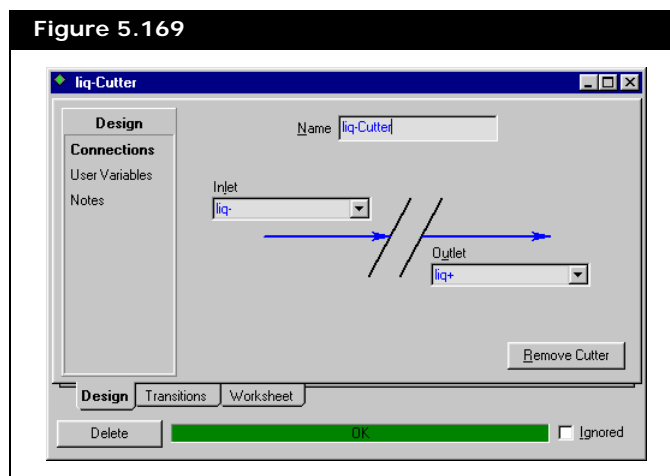 Figure 5.169
liq-Cutter
Design
Connections
User Variables
Notes
Name liq-Cutter
Inlet
liq-
Outlet
liq+
Remove Cutter
Design Transitions Worksheet
Delete OK Ignored